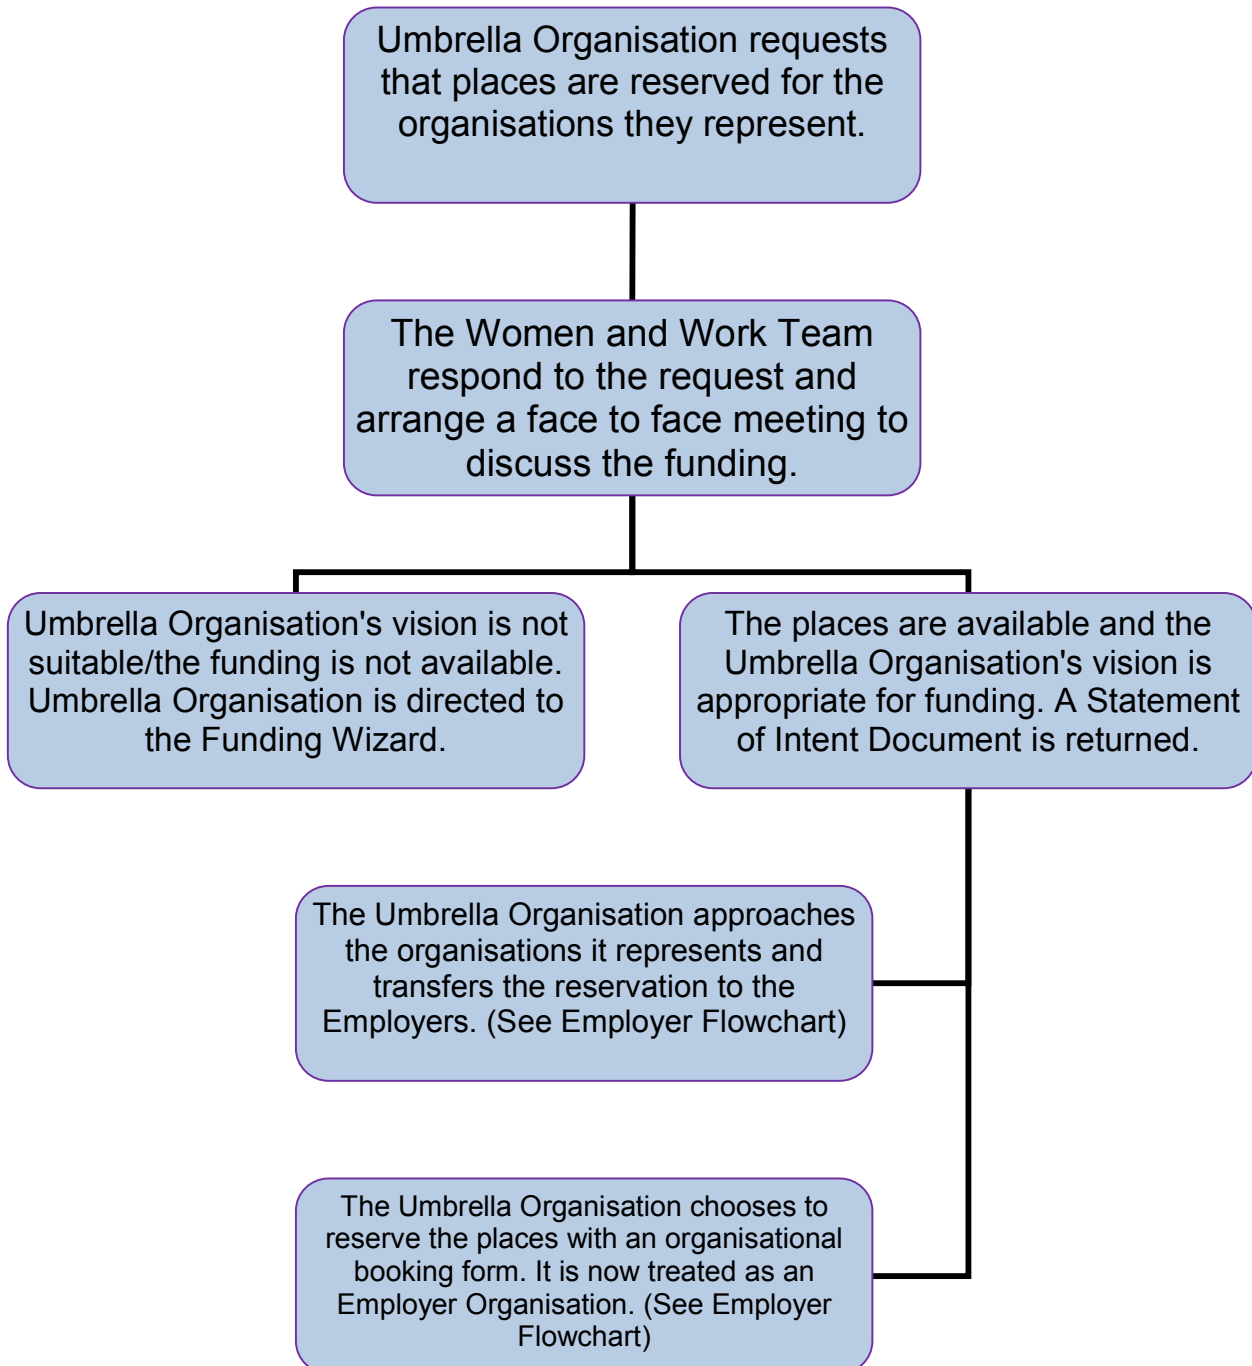 Umbrella Organisation requests
that places are reserved for the
organisations they represent.
The Women and Work Team
respond to the request and
arrange a face to face meeting to
discuss the funding.
Umbrella Organisation's vision is not
suitable/the funding is not available.
Umbrella Organisation is directed to
the Funding Wizard.
The places are available and the
Umbrella Organisation's vision is
appropriate for funding. A Statement
of Intent Document is returned.
The Umbrella Organisation approaches
the organisations it represents and
transfers the reservation to the
Employers. (See Employer Flowchart)
The Umbrella Organisation chooses to
reserve the places with an organisational
booking form. It is now treated as an
Employer Organisation. (See Employer
Flowchart)